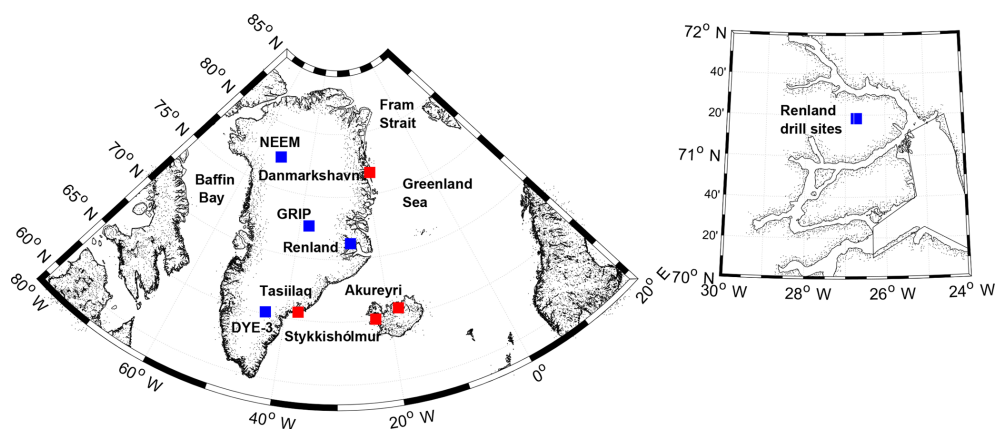 85° N
80° N
75° N
70° N
65° N
60° N
80° W
60° W
40° W
20° W
0°
20° E
Fram
Strait
NEEM
Danmarkshavn
Baffin
Bay
Greenland
Sea
GRIP
Renland
Tasiilaq
Akureyri
DYE-3
Stykkishólmur
72° N
40'
20'
71° N
40'
20'
70° N
30° W
28° W
26° W
24° W
Renland
drill sites